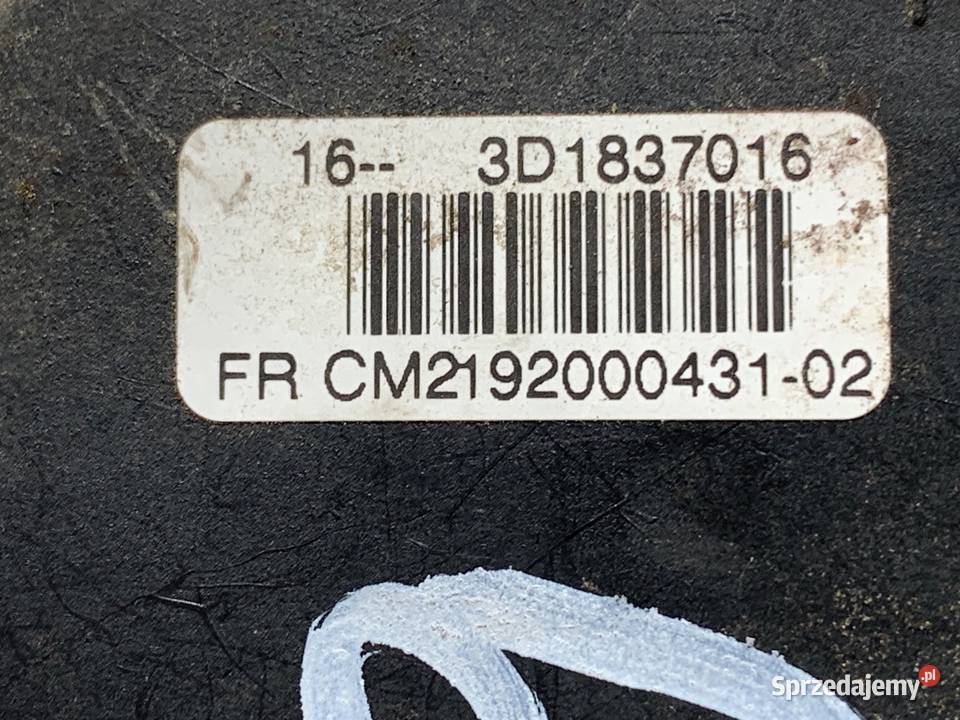 16-- 3D1837016
FR CM2192000431-02
Sprzedajemy.pl